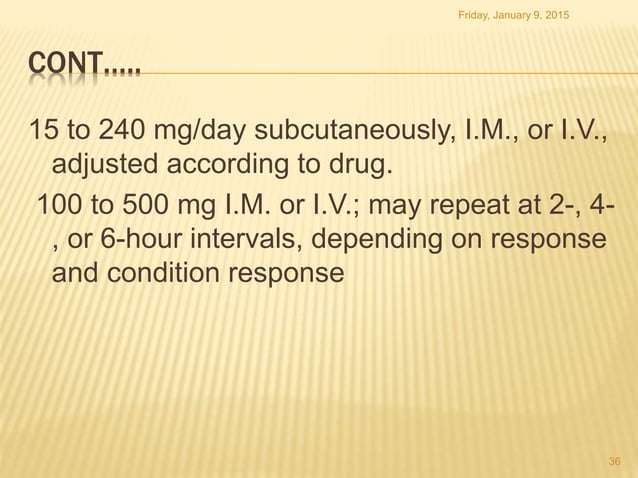 Friday, January 9, 2015
CONT…..
15 to 240 mg/day subcutaneously, I.M., or I.V.,
adjusted according to drug.
100 to 500 mg I.M. or I.V.; may repeat at 2-, 4-
, or 6-hour intervals, depending on response
and condition response
36